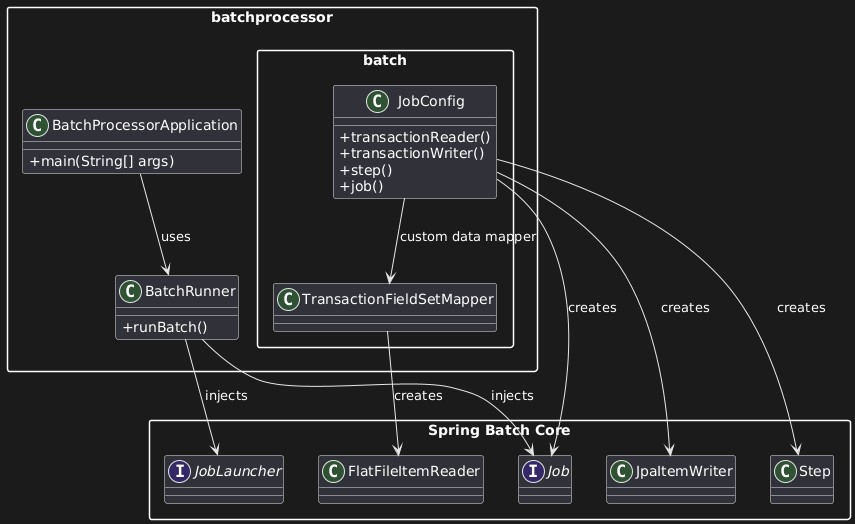 batchprocessor
batch
C JobConfig
+transactionReader()
+transactionWriter()
+step()
+job()
C BatchProcessorApplication
+main(String[] args)
uses
custom data mapper
C BatchRunner
+runBatch()
C TransactionFieldSetMapper
creates
creates
creates
injects
creates
injects
Spring Batch Core
I JobLauncher
C FlatFileItemReader
I Job
C JpaItemWriter
C Step